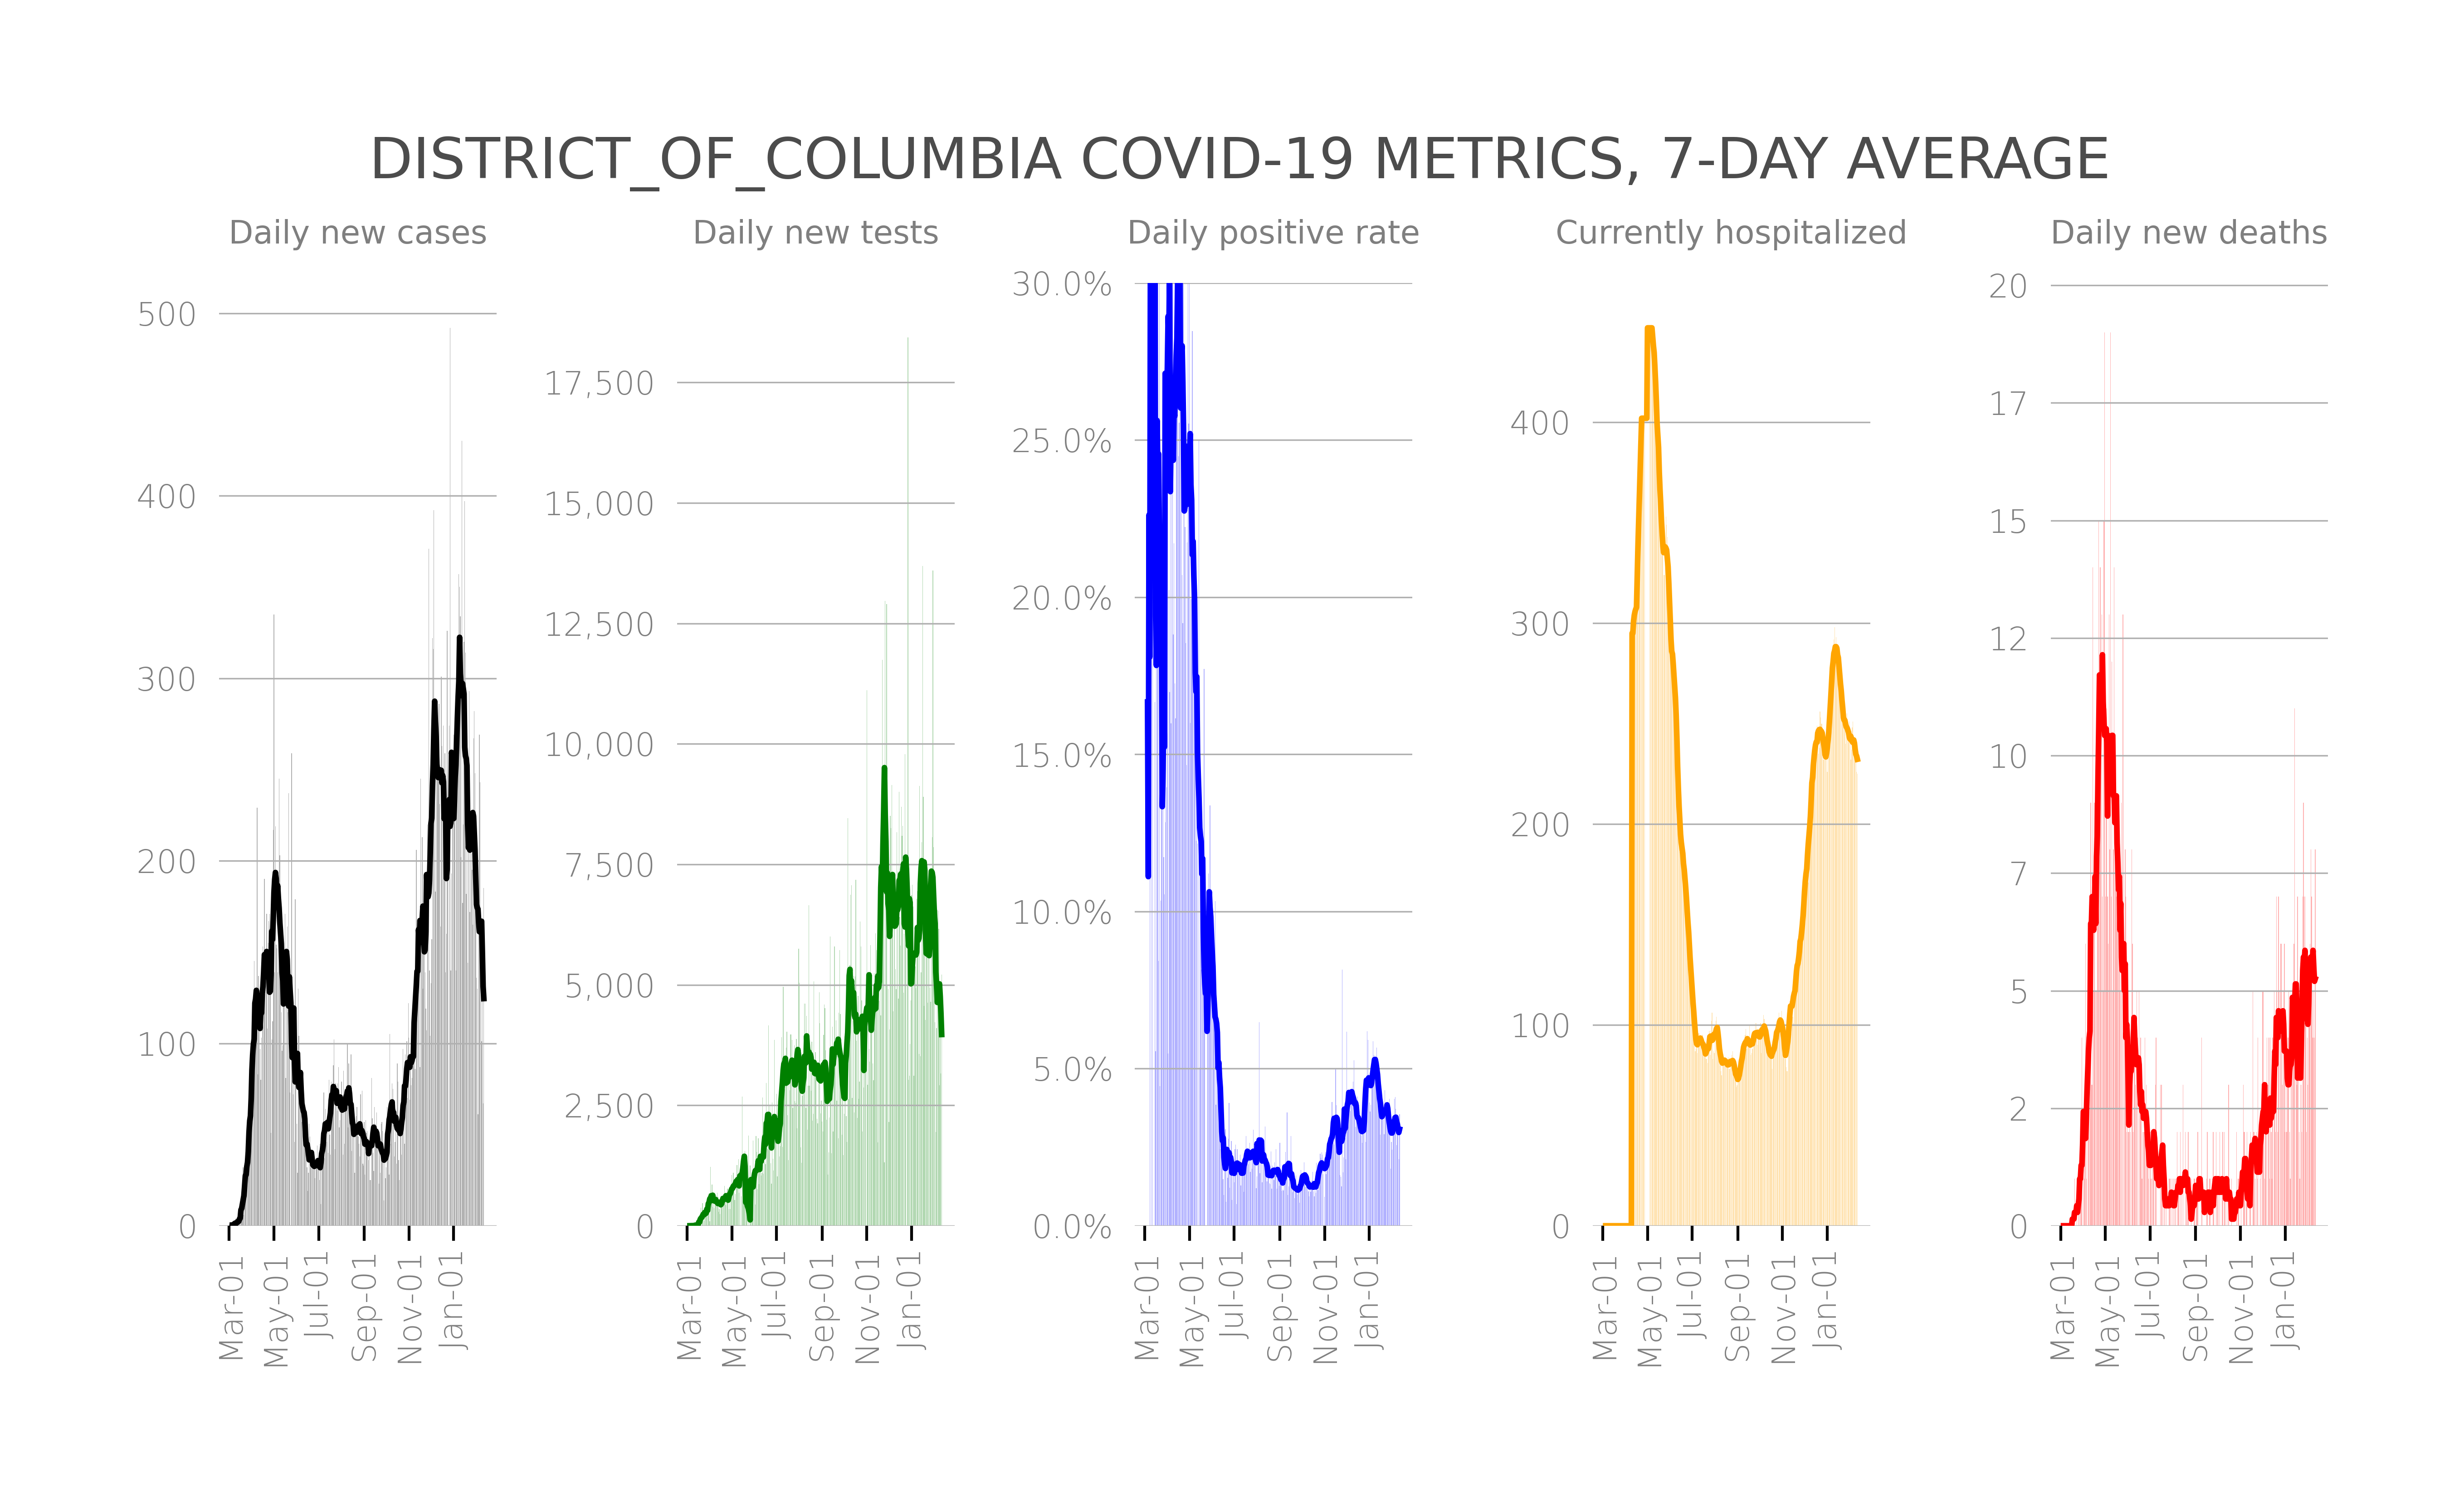 DISTRICT_OF_COLUMBIA COVID-19 METRICS, 7-DAY AVERAGE
Daily new cases
500
400
300
200
100
0
Mar-01
May-01
Jul-01
Sep-01
Nov-01
Jan-01
Daily new tests
17,500
15,000
12,500
10,000
7,500
5,000
2,500
0
Mar-01
May-01
Jul-01
Sep-01
Nov-01
Jan-01
Daily positive rate
30.0%
25.0%
20.0%
15.0%
10.0%
5.0%
0.0%
Mar-01
May-01
Jul-01
Sep-01
Nov-01
Jan-01
Currently hospitalized
400
300
200
100
0
Mar-01
May-01
Jul-01
Sep-01
Nov-01
Jan-01
Daily new deaths
20
17
15
12
10
7
5
2
0
Mar-01
May-01
Jul-01
Sep-01
Nov-01
Jan-01